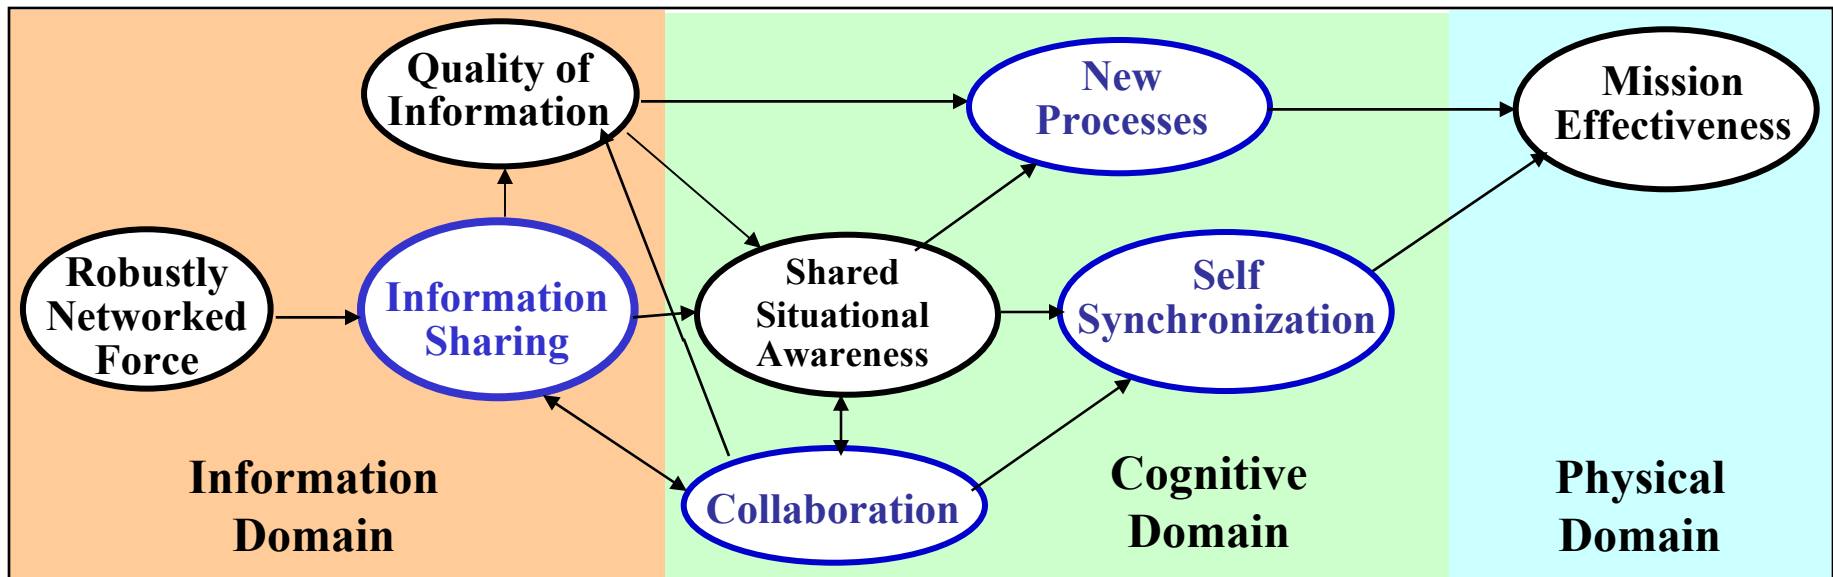 Quality of
Information
New
Processes
Mission
Effectiveness
Robustly
Networked
Force
Information
Sharing
Shared
Situational
Awareness
Self
Synchronization
Collaboration
Information
Domain
Cognitive
Domain
Physical
Domain